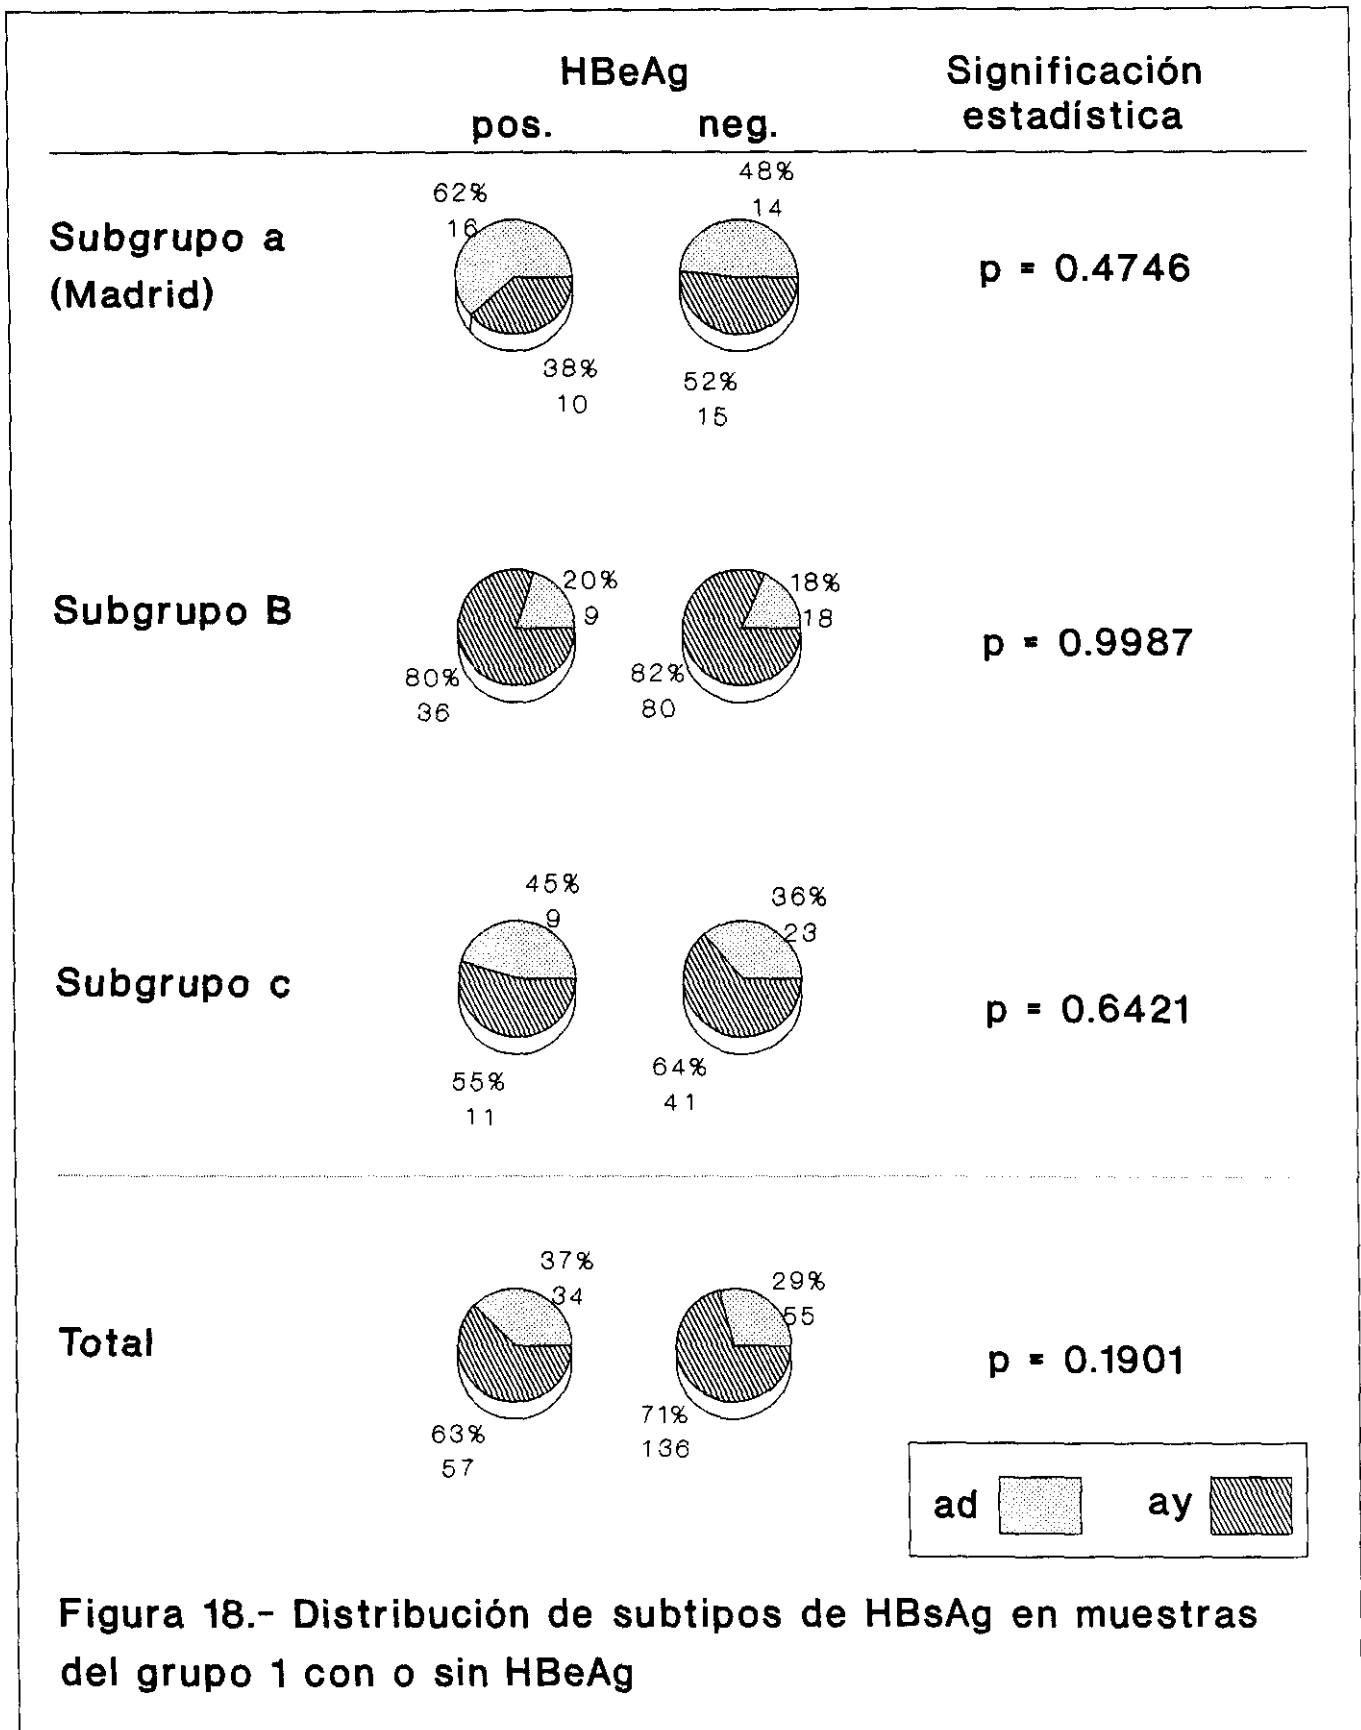 HBeAg
Significación
estadística
pos.
neg.
Subgrupo a
(Madrid)
62%
16
38%
10
48%
14
52%
15
p = 0.4746
Subgrupo B
20%
9
80%
36
18%
18
82%
80
p = 0.9987
Subgrupo c
45%
9
55%
11
36%
23
64%
41
p = 0.6421
Total
37%
34
63%
57
29%
55
71%
136
p = 0.1901
ad
ay
Figura 18.- Distribución de subtipos de HBsAg en muestras
del grupo 1 con o sin HBeAg